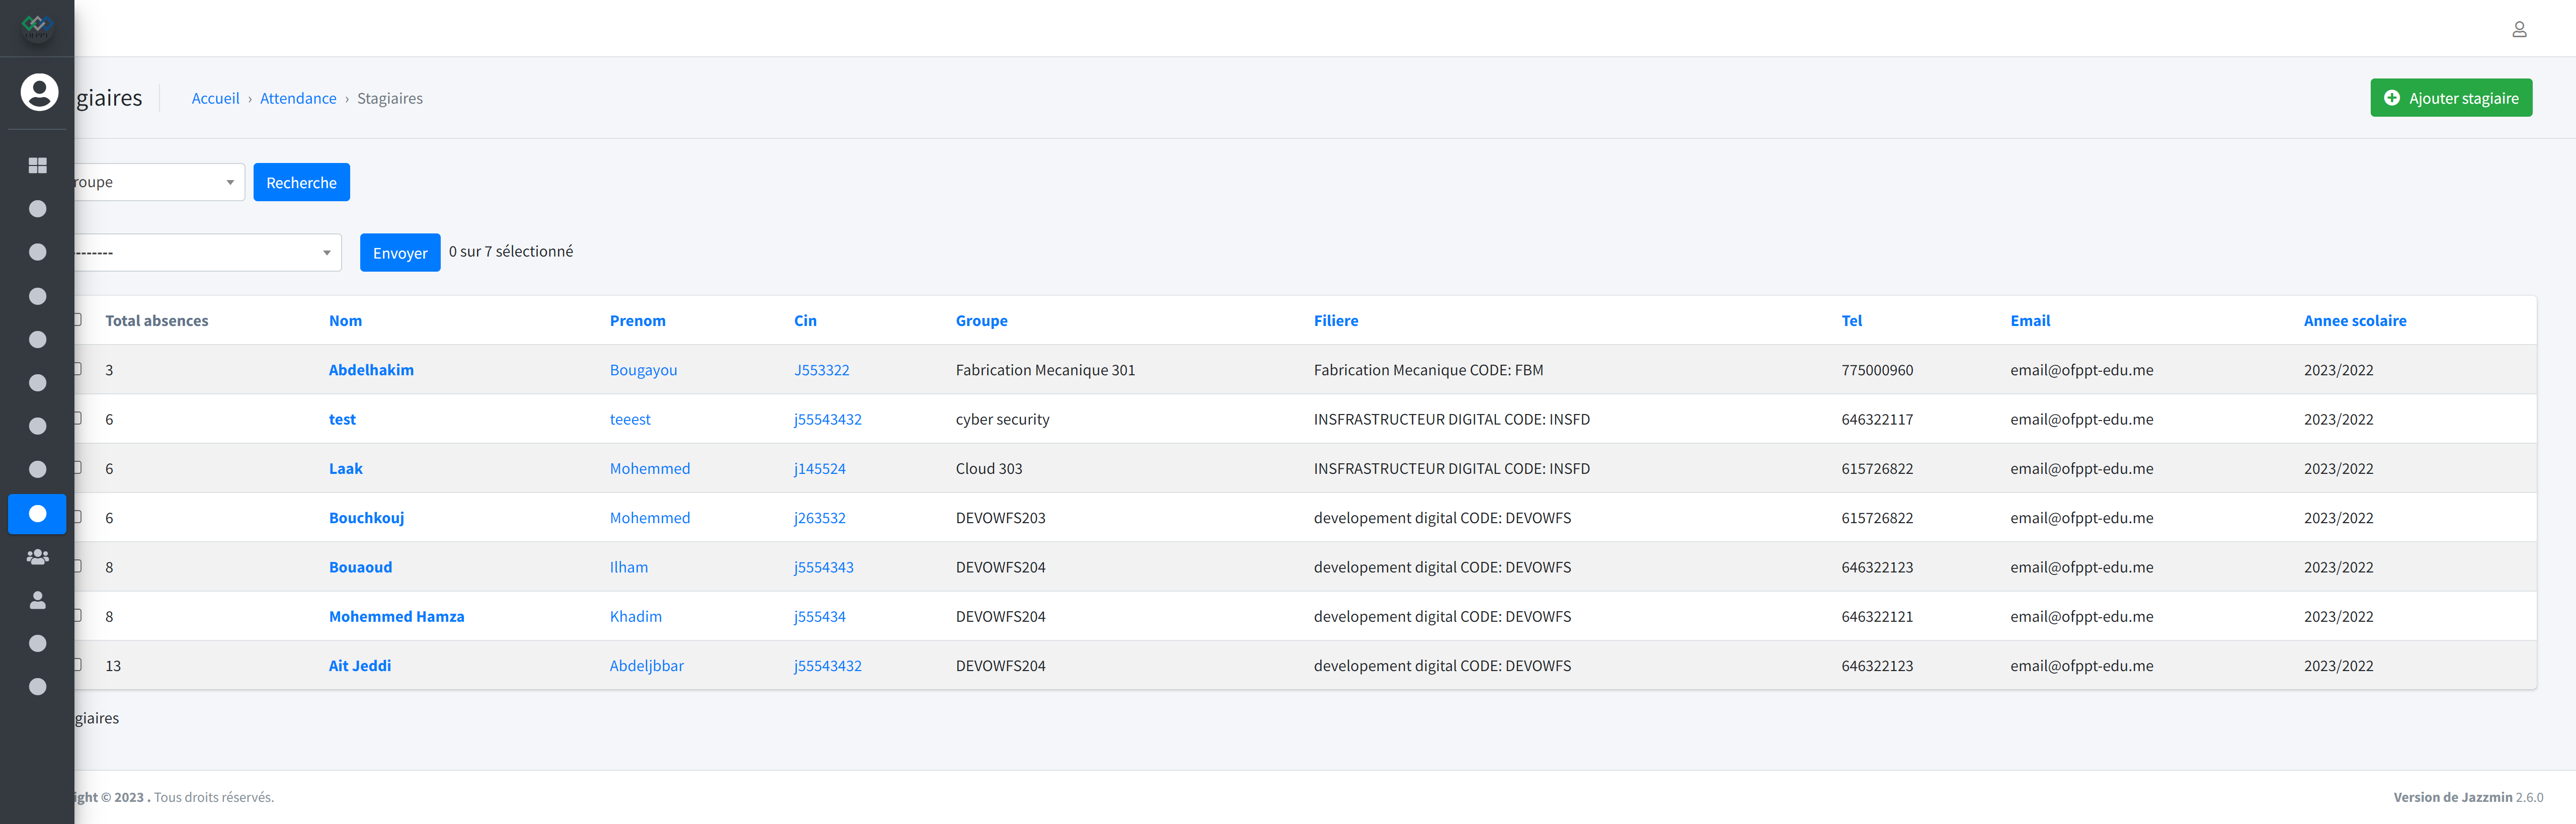 OFPPT
giaires
Accueil › Attendance › Stagiaires
Ajouter stagiaire
roupe Recherche
-------- Envoyer 0 sur 7 sélectionné
Total absences Nom Prenom Cin Groupe Filiere Tel Email Annee scolaire
3 Abdelhakim Bougayou J553322 Fabrication Mecanique 301 Fabrication Mecanique CODE: FBM 775000960 email@ofppt-edu.me 2023/2022
6 test teeest j55543432 cyber security INSFRASTRUCTEUR DIGITAL CODE: INSFD 646322117 email@ofppt-edu.me 2023/2022
6 Laak Mohemmed j145524 Cloud 303 INSFRASTRUCTEUR DIGITAL CODE: INSFD 615726822 email@ofppt-edu.me 2023/2022
6 Bouchkouj Mohemmed j263532 DEVOWFS203 developement digital CODE: DEVOWFS 615726822 email@ofppt-edu.me 2023/2022
8 Bouaoud Ilham j5554343 DEVOWFS204 developement digital CODE: DEVOWFS 646322123 email@ofppt-edu.me 2023/2022
8 Mohemmed Hamza Khadim j555434 DEVOWFS204 developement digital CODE: DEVOWFS 646322121 email@ofppt-edu.me 2023/2022
13 Ait Jeddi Abdeljbbar j55543432 DEVOWFS204 developement digital CODE: DEVOWFS 646322123 email@ofppt-edu.me 2023/2022
giaires
ight © 2023 . Tous droits réservés.
Version de Jazzmin 2.6.0